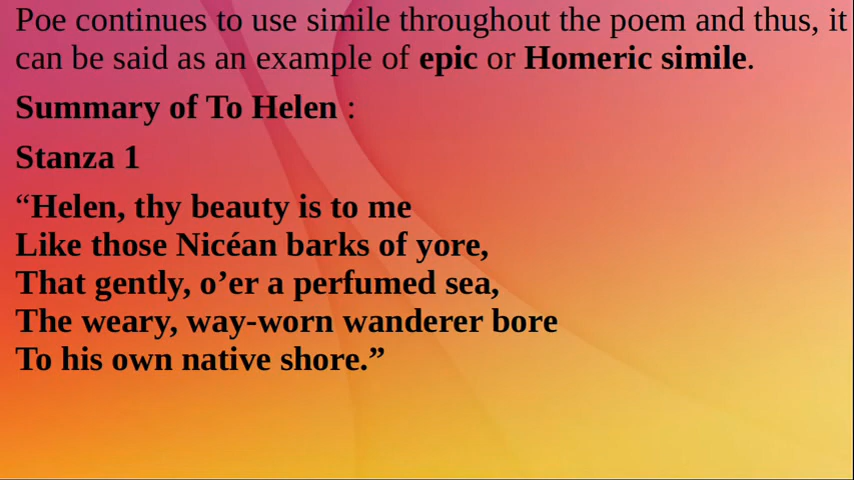 Poe continues to use simile throughout the poem and thus, it
can be said as an example of epic or Homeric simile.
Summary of To Helen :
Stanza 1
“Helen, thy beauty is to me
Like those Nicéan barks of yore,
That gently, o’er a perfumed sea,
The weary, way-worn wanderer bore
To his own native shore.”